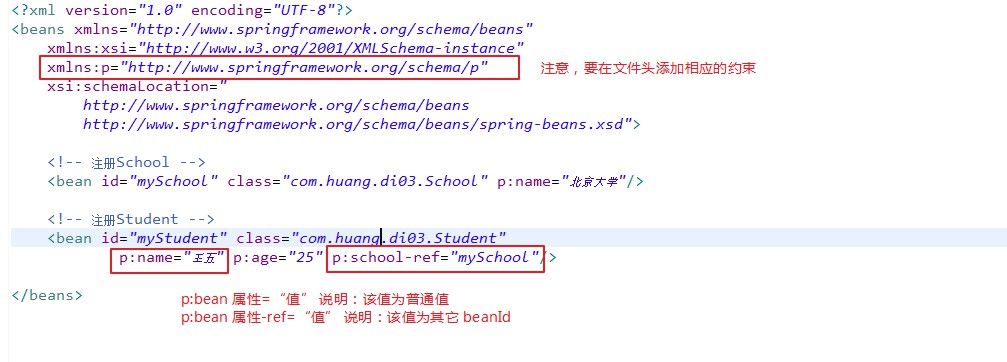 <?xml version="1.0" encoding="UTF-8"?>
<beans xmlns="http://www.springframework.org/schema/beans"
xmlns:xsi="http://www.w3.org/2001/XMLSchema-instance"
xmlns:p="http://www.springframework.org/schema/p" 注意，要在文件头添加相应的约束
xsi:schemaLocation="
http://www.springframework.org/schema/beans
http://www.springframework.org/schema/beans/spring-beans.xsd">
<!-- 注册School -->
<bean id="mySchool" class="com.huang.di03.School" p:name="北京大学"/>
<!-- 注册Student -->
<bean id="myStudent" class="com.huang.di03.Student"
p:name="王五" p:age="25" p:school-ref="mySchool"/>
</beans>
p:bean 属性= “值” 说明：该值为普通值
p:bean 属性-ref= “值” 说明：该值为其它 beanId